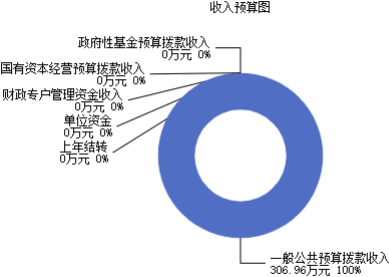 收入预算图
政府性基金预算拨款收入
0万元 0%
国有资本经营预算拨款收入
0万元 0%
财政专户管理资金收入
0万元 0%
单位资金
0万元 0%
上年结转
0万元 0%
一般公共预算拨款收入
306.96万元 100%